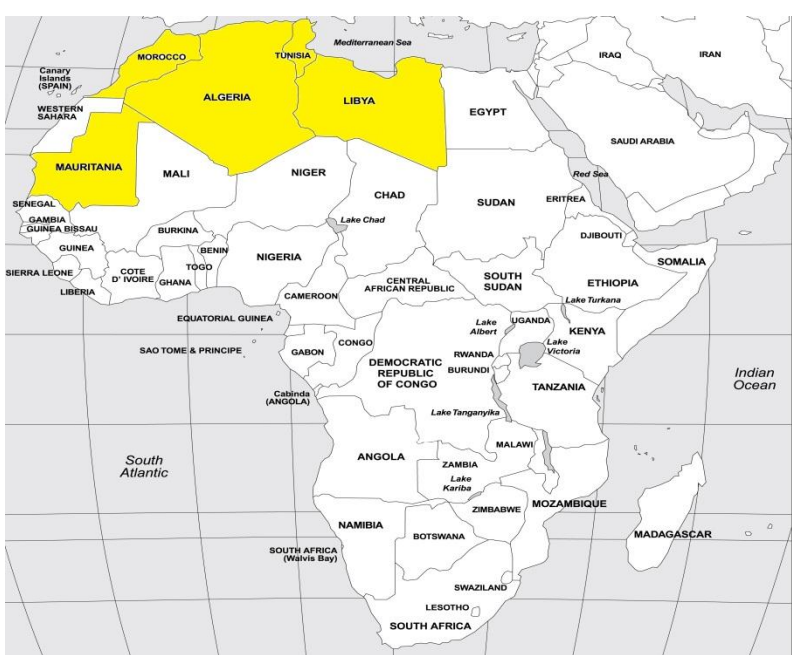 Mediterranean Sea
MOROCCO
TUNISIA
IRAQ
IRAN
Canary
Islands
(SPAIN)
ALGERIA
LIBYA
WESTERN
SAHARA
EGYPT
SAUDI ARABIA
MAURITANIA
MALI
NIGER
CHAD
SUDAN
Red Sea
ERITREA
SENEGAL
GAMBIA
GUINEA BISSAU
GUINEA
BURKINA
Lake Chad
DJIBOUTI
BENIN
NIGERIA
SOMALIA
SIERRA LEONE
COTE
D' IVOIRE
TOGO
GHANA
LIBERIA
CENTRAL
AFRICAN REPUBLIC
SOUTH
SUDAN
ETHIOPIA
CAMEROON
Lake Turkana
EQUATORIAL GUINEA
Lake
Albert
UGANDA
KENYA
SAO TOME & PRINCIPE
GABON
CONGO
Lake
Victoria
DEMOCRATIC
REPUBLIC
OF CONGO
RWANDA
BURUNDI
Indian
Ocean
TANZANIA
Cabinda
(ANGOLA)
Lake Tanganyika
South
Atlantic
ANGOLA
MALAWI
ZAMBIA
Lake
Kariba
MOZAMBIQUE
ZIMBABWE
NAMIBIA
BOTSWANA
MADAGASCAR
SOUTH AFRICA
(Walvis Bay)
SWAZILAND
LESOTHO
SOUTH AFRICA